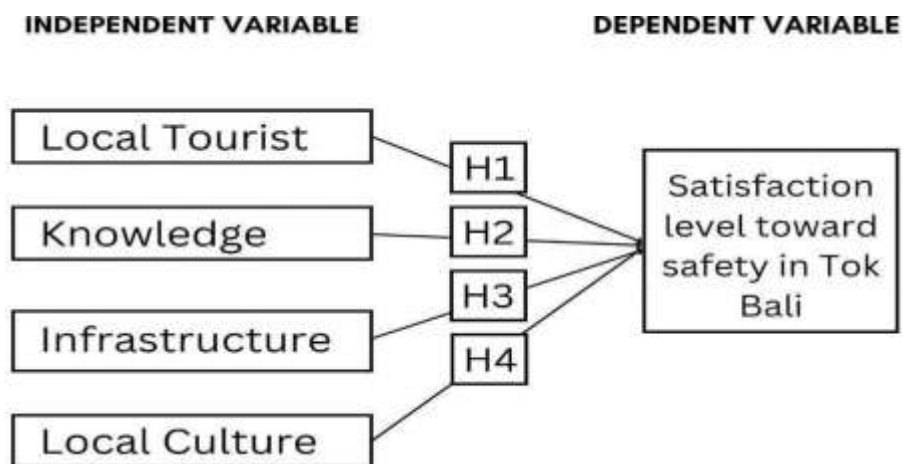 INDEPENDENT VARIABLE
DEPENDENT VARIABLE
Local Tourist
H1
Knowledge
H2
Infrastructure
H3
Local Culture
H4
Satisfaction
level toward
safety in Tok
Bali